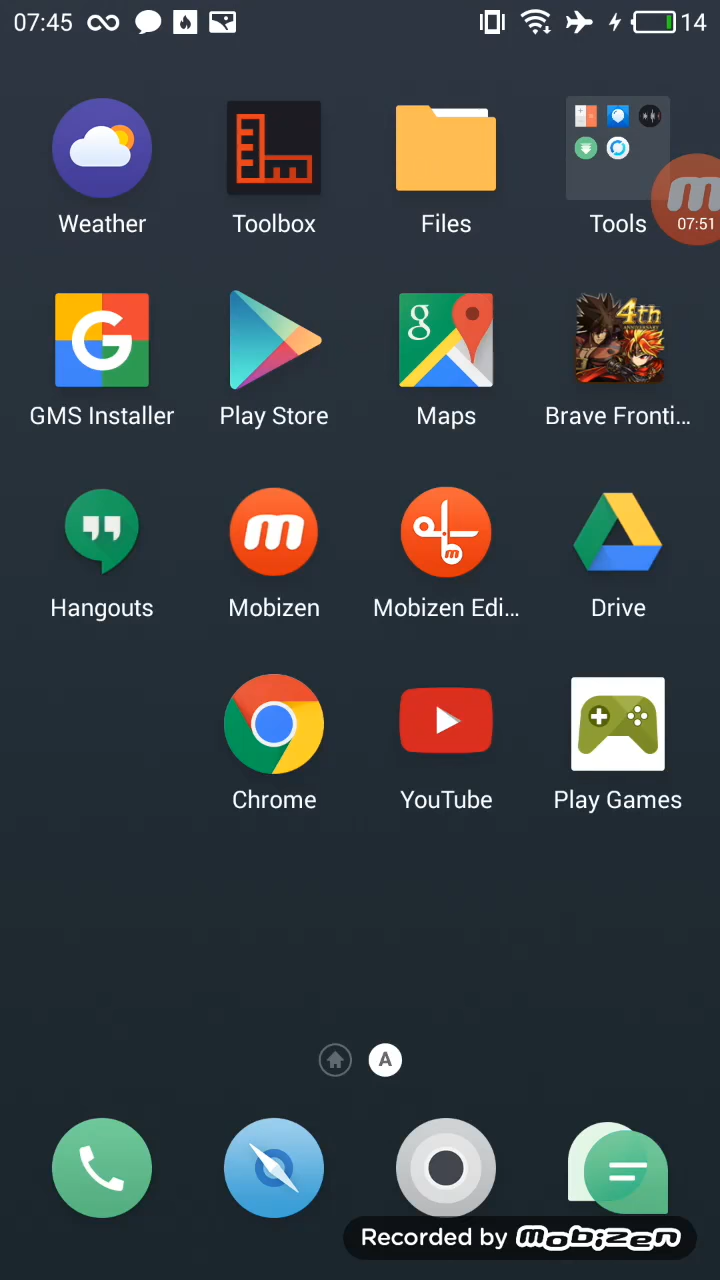 07:45
14
Weather
Toolbox
Files
Tools
07:51
GMS Installer
Play Store
Maps
4th
ANNIVERSARY
Brave Fronti...
Hangouts
Mobizen
Mobizen Edi...
Drive
Chrome
YouTube
Play Games
A
Recorded by mobizen